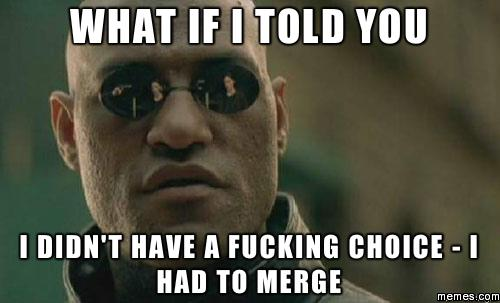 WHAT IF I TOLD YOU
I DIDN'T HAVE A FUCKING CHOICE - I
HAD TO MERGE
memes.com